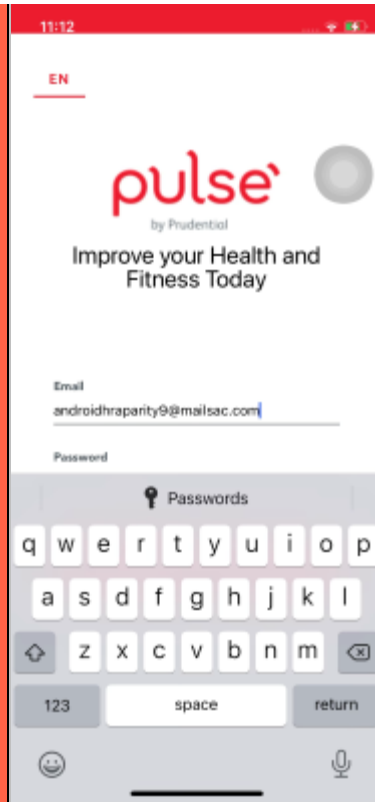 11:12
EN
pulse
by Prudential
Improve your Health and
Fitness Today
Email
androidhraparity9@mailsac.com
Password
Passwords
q w e r t y u i o p
a s d f g h j k l
z x c v b n m
123 space return